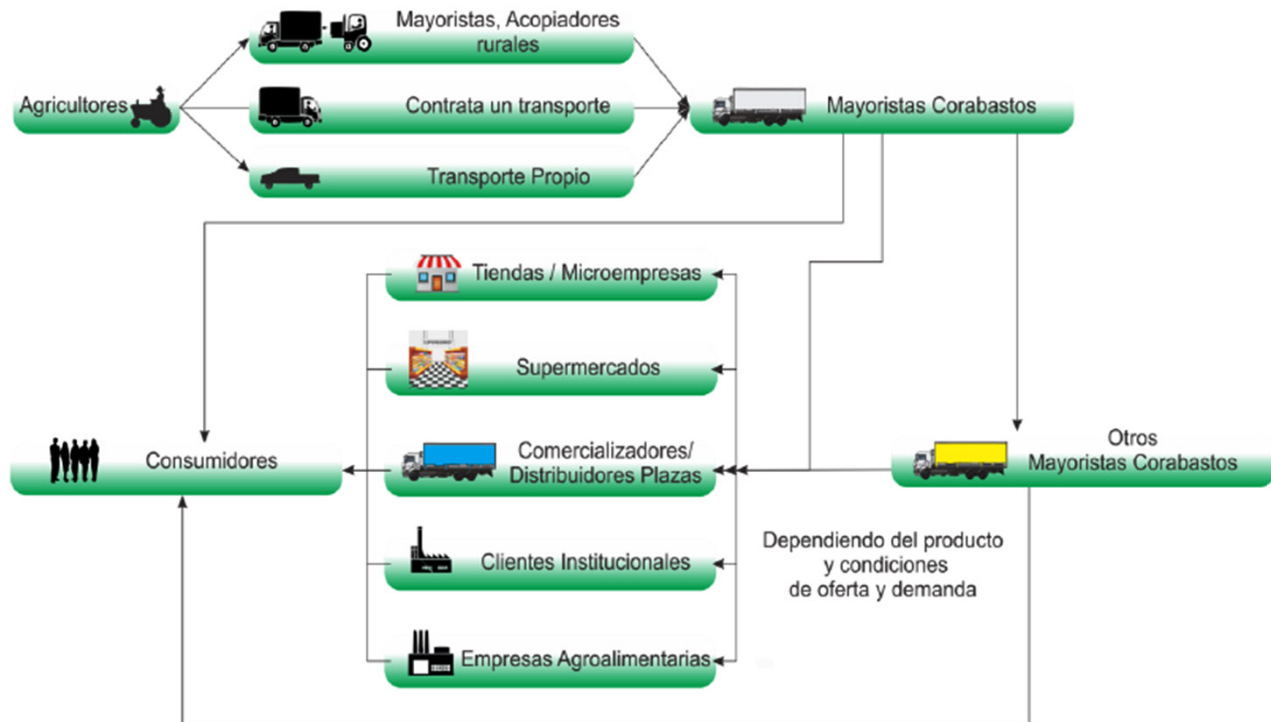 Mayoristas, Acopiadores
rurales
Agricultores
Contrata un transporte
Mayoristas Corabastos
Transporte Propio
Tiendas / Microempresas
Supermercados
Consumidores
Comercializadores/
Distribuidores Plazas
Otros
Mayoristas Corabastos
Dependiendo del producto
y condiciones
de oferta y demanda
Clientes Institucionales
Empresas Agroalimentarias